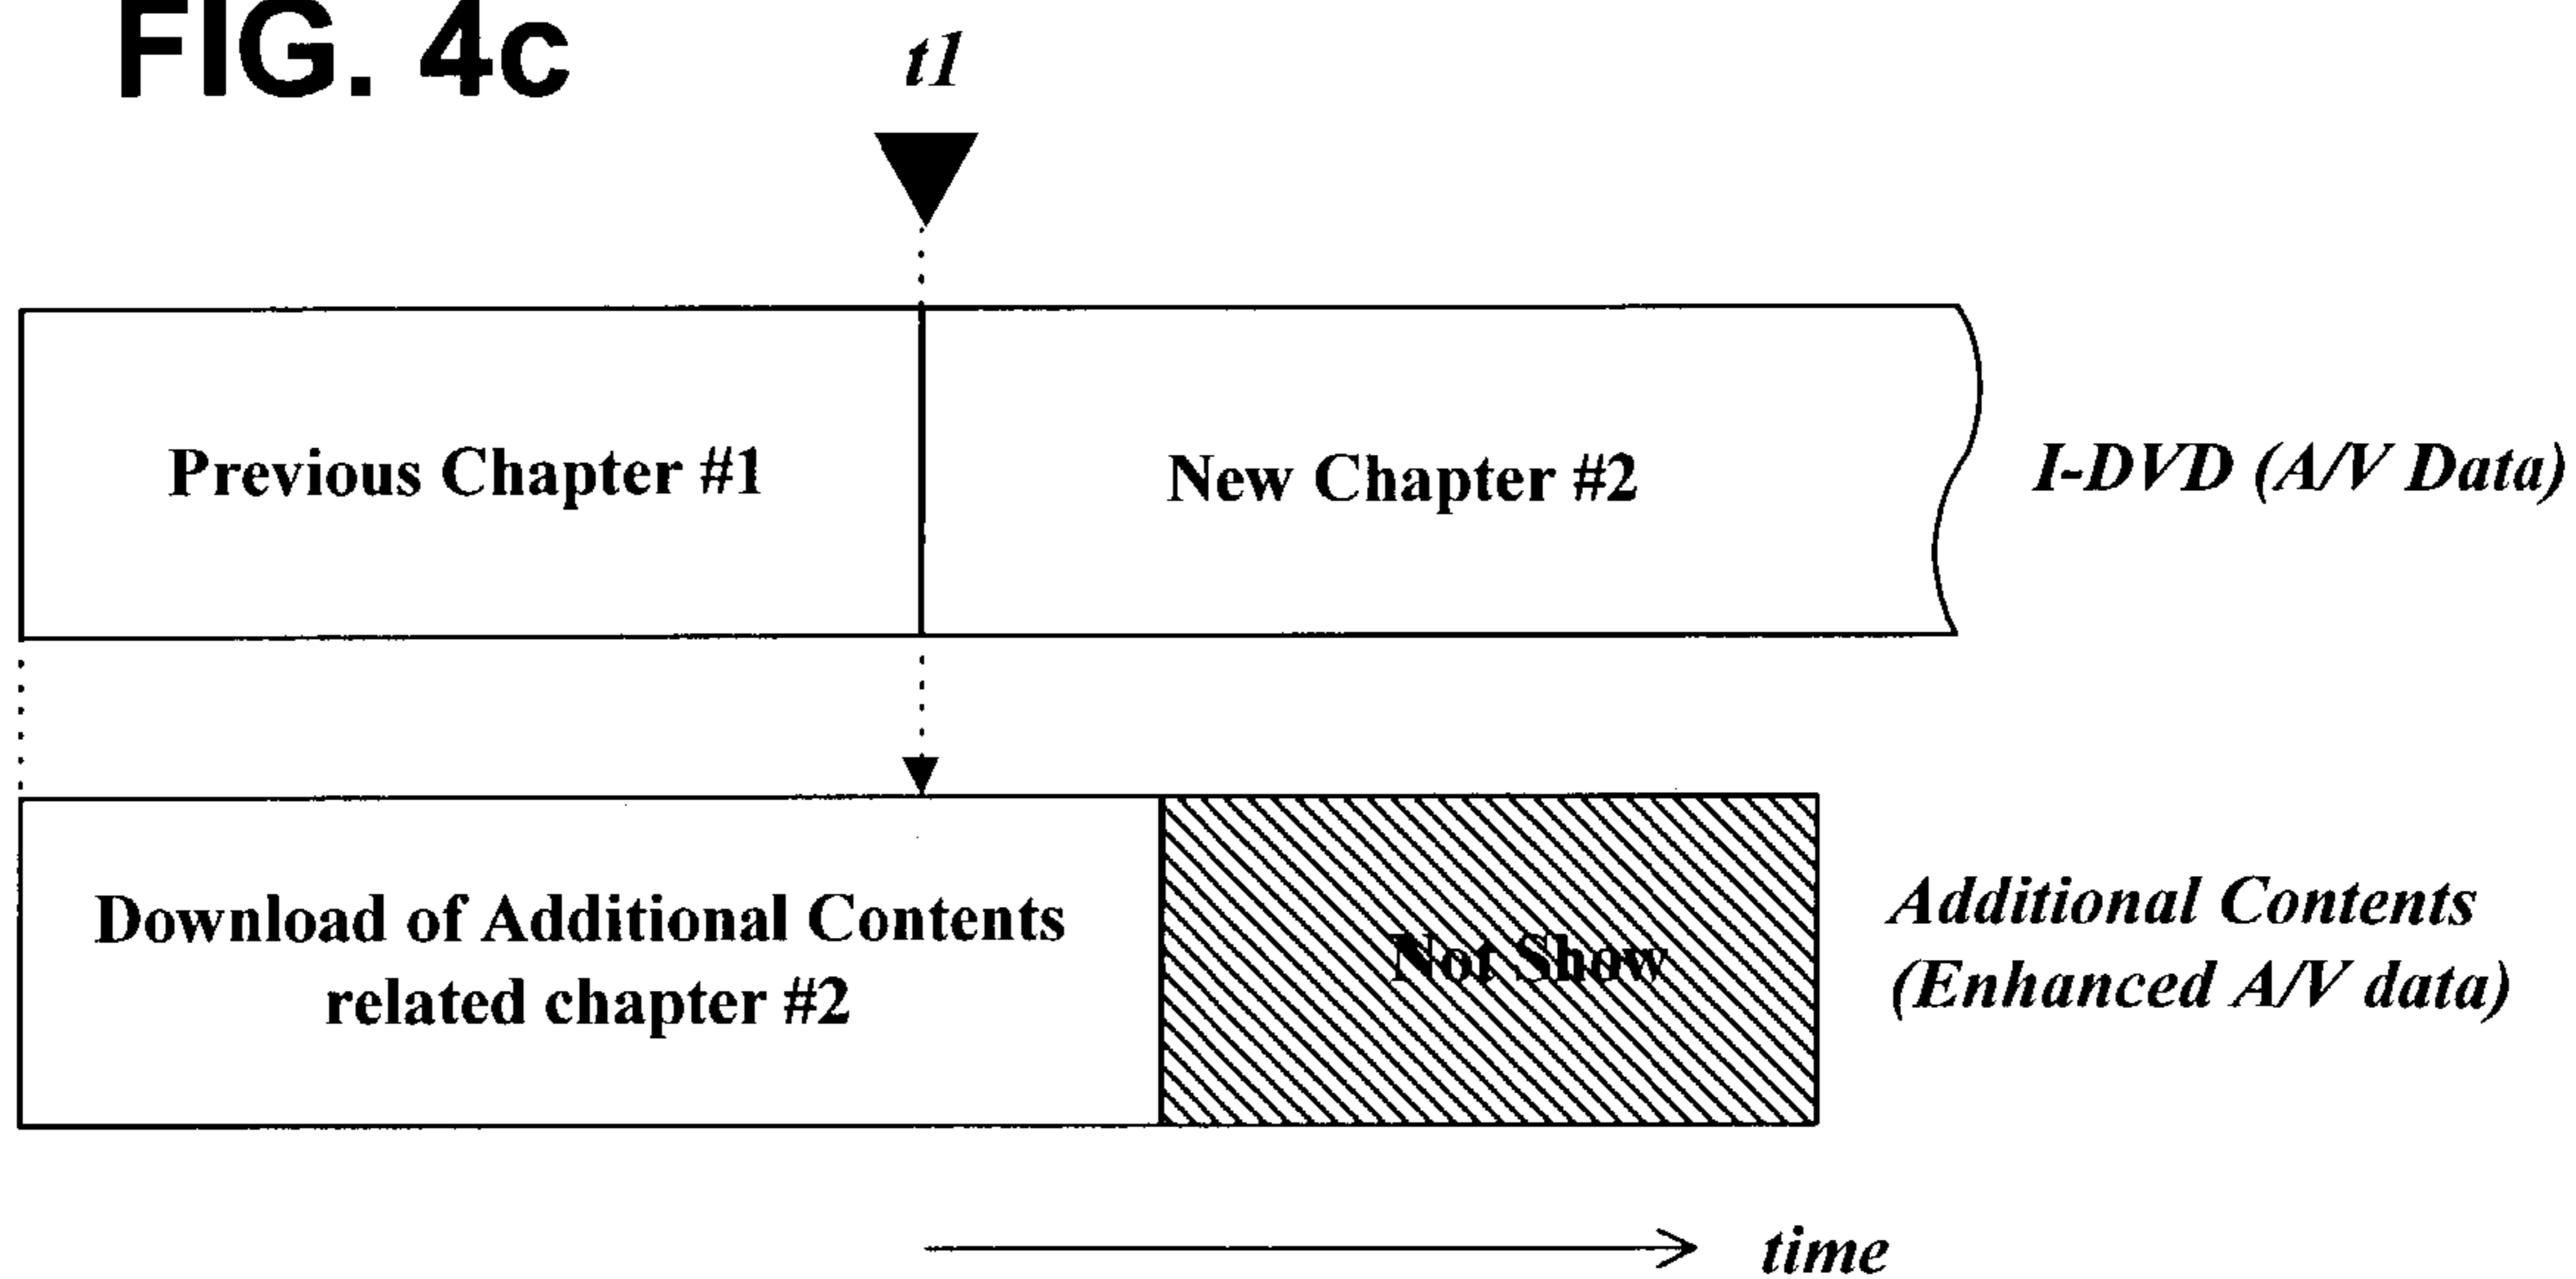 FIG. 4c
t1
Previous Chapter #1
New Chapter #2
I-DVD (A/V Data)
Download of Additional Contents
related chapter #2
Not Show
Additional Contents
(Enhanced A/V data)
time